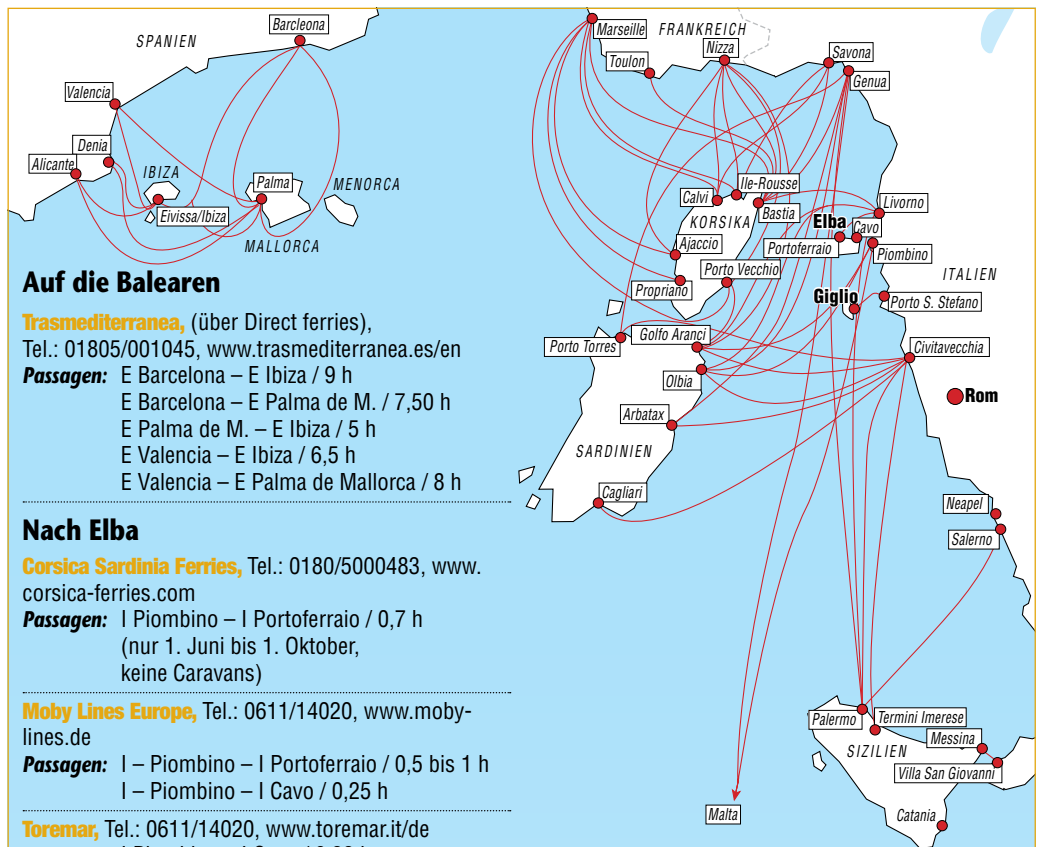 Barcleona
SPANIEN
Valencia
Denia
Alicante
IBIZA
Palma
MENORCA
Eivissa/Ibiza
MALLORCA
Marseille
FRANKREICH
Nizza
Toulon
Savona
Genua
Calvi
Ile-Rousse
KORSIKA
Bastia
Livorno
Elba
Cavo
Portoferraio
Piombino
Ajaccio
Porto Vecchio
ITALIEN
Propriano
Giglio
Porto S. Stefano
Porto Torres
Golfo Aranci
Civitavecchia
Olbia
Rom
Arbatax
SARDINIEN
Cagliari
Neapel
Salerno
Palermo
Termini Imerese
SIZILIEN
Messina
Villa San Giovanni
Malta
Catania
Auf die Balearen
Trasmediterranea, (über Direct ferries),
Tel.: 01805/001045, www.trasmediterranea.es/en
Passagen: E Barcelona – E Ibiza / 9 h
E Barcelona – E Palma de M. / 7,50 h
E Palma de M. – E Ibiza / 5 h
E Valencia – E Ibiza / 6,5 h
E Valencia – E Palma de Mallorca / 8 h
Nach Elba
Corsica Sardinia Ferries, Tel.: 0180/5000483, www.
corsica-ferries.com
Passagen: I Piombino – I Portoferraio / 0,7 h
(nur 1. Juni bis 1. Oktober,
keine Caravans)
Moby Lines Europe, Tel.: 0611/14020, www.moby-
lines.de
Passagen: I – Piombino – I Portoferraio / 0,5 bis 1 h
I – Piombino – I Cavo / 0,25 h
Toremar, Tel.: 0611/14020, www.toremar.it/de